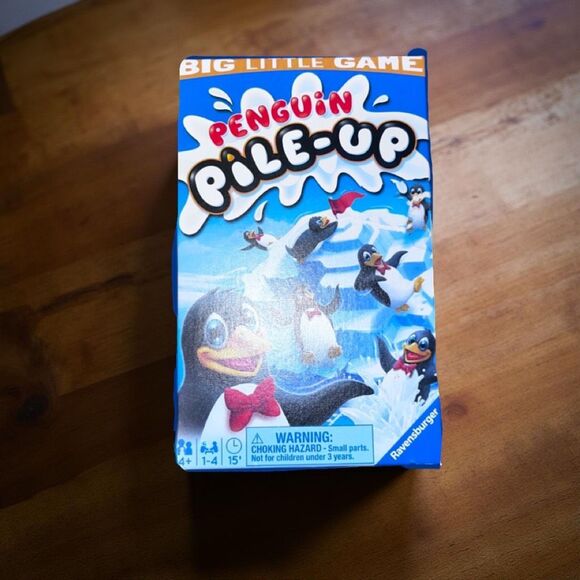 BIG LITTLE GAME
PENGUiN
PiLE-UP
4+
1-4
15'
WARNING:
CHOKING HAZARD - Small parts.
Not for children under 3 years.
Ravensburger